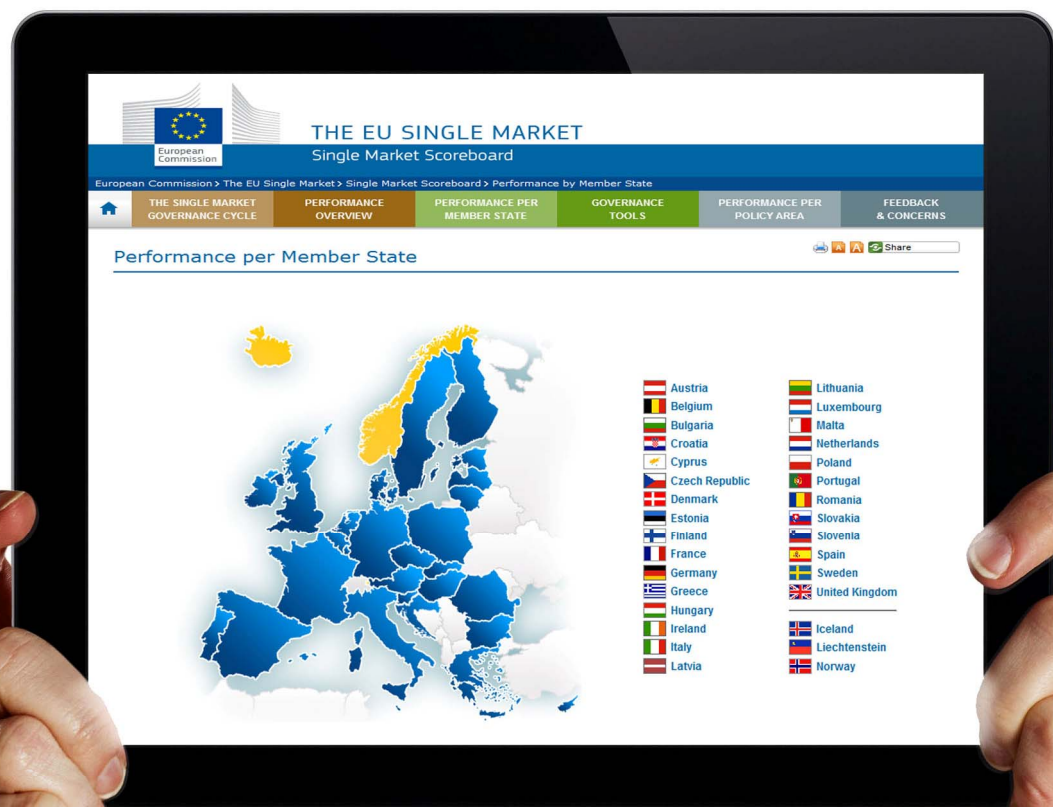 THE EU SINGLE MARKET
European
Commission
Single Market Scoreboard
European Commission > The EU Single Market > Single Market Scoreboard > Performance by Member State
THE SINGLE MARKET
GOVERNANCE CYCLE
PERFORMANCE
OVERVIEW
PERFORMANCE PER
MEMBER STATE
GOVERNANCE
TOOLS
PERFORMANCE PER
POLICY AREA
FEEDBACK
& CONCERNS
Performance per Member State
A A Share
Austria
Belgium
Bulgaria
Croatia
Cyprus
Czech Republic
Denmark
Estonia
Finland
France
Germany
Greece
Hungary
Ireland
Italy
Latvia
Lithuania
Luxembourg
Malta
Netherlands
Poland
Portugal
Romania
Slovakia
Slovenia
Spain
Sweden
United Kingdom
Iceland
Liechtenstein
Norway